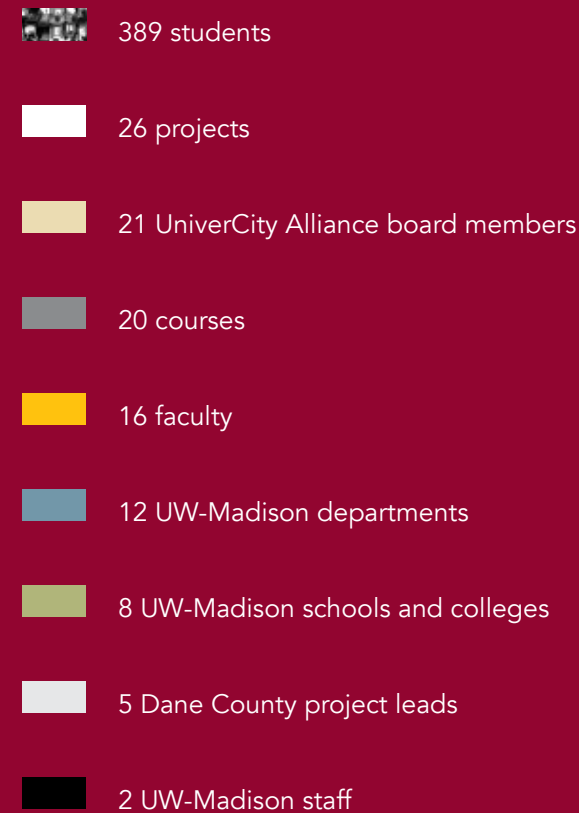 389 students
26 projects
21 UniverCity Alliance board members
20 courses
16 faculty
12 UW-Madison departments
8 UW-Madison schools and colleges
5 Dane County project leads
2 UW-Madison staff